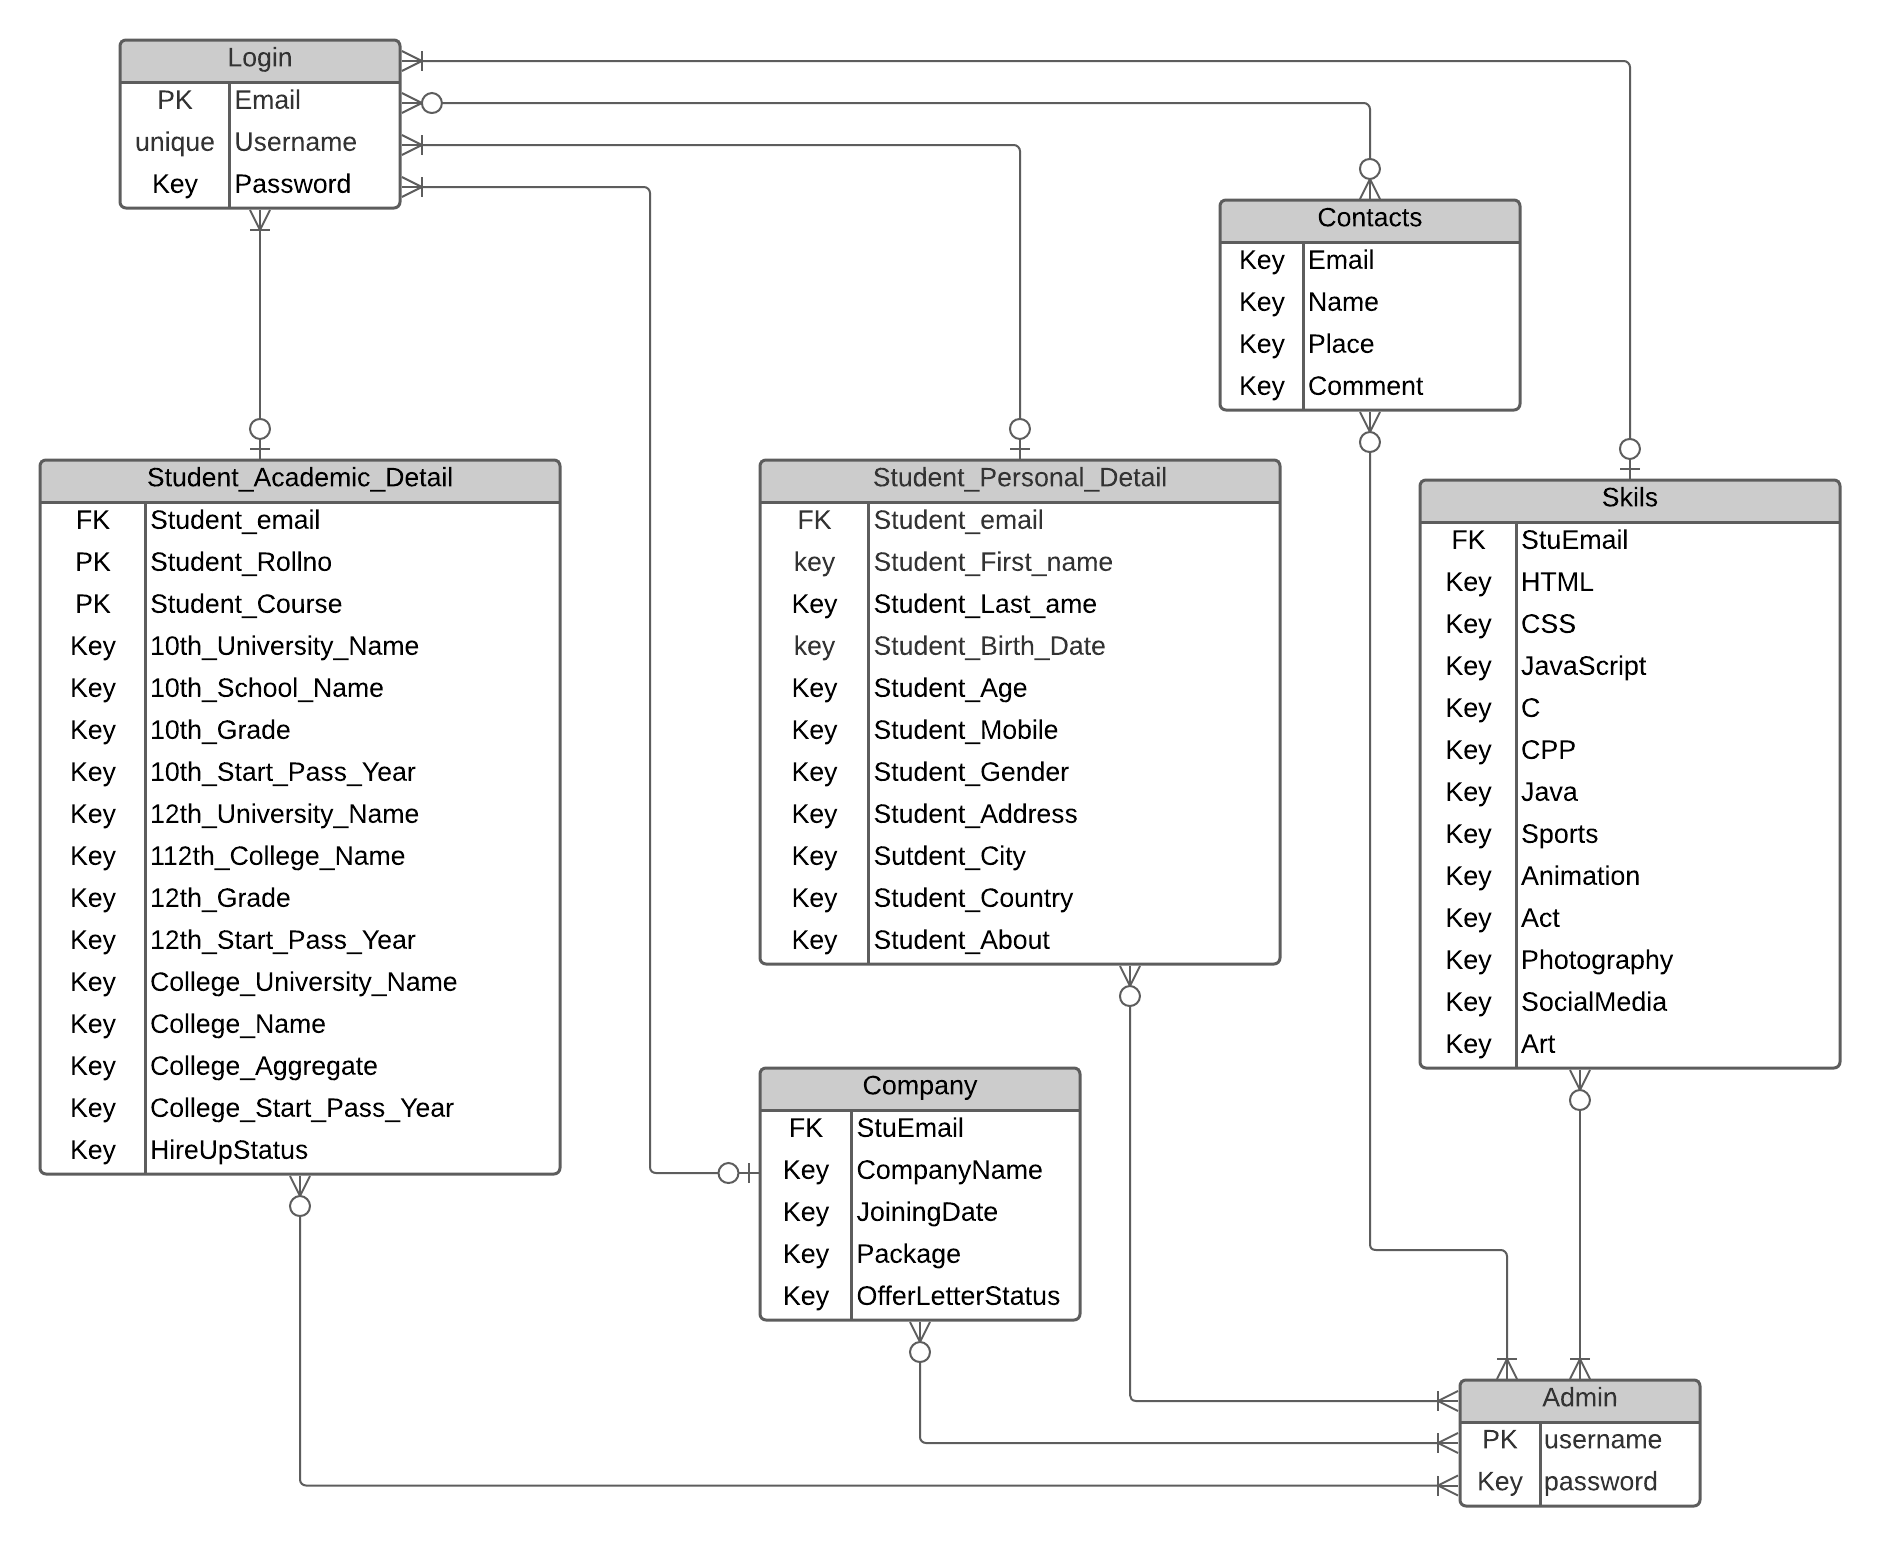 Login
PK Email
unique Username
Key Password
Contacts
Key Email
Key Name
Key Place
Key Comment
Student_Academic_Detail
FK Student_email
PK Student_Rollno
PK Student_Course
Key 10th_University_Name
Key 10th_School_Name
Key 10th_Grade
Key 10th_Start_Pass_Year
Key 12th_University_Name
Key 112th_College_Name
Key 12th_Grade
Key 12th_Start_Pass_Year
Key College_University_Name
Key College_Name
Key College_Aggregate
Key College_Start_Pass_Year
Key HireUpStatus
Student_Personal_Detail
FK Student_email
key Student_First_name
Key Student_Last_ame
key Student_Birth_Date
Key Student_Age
Key Student_Mobile
Key Student_Gender
Key Student_Address
Key Sutdent_City
Key Student_Country
Key Student_About
Skils
FK StuEmail
Key HTML
Key CSS
Key JavaScript
Key C
Key CPP
Key Java
Key Sports
Key Animation
Key Act
Key Photography
Key SocialMedia
Key Art
Company
FK StuEmail
Key CompanyName
Key JoiningDate
Key Package
Key OfferLetterStatus
Admin
PK username
Key password